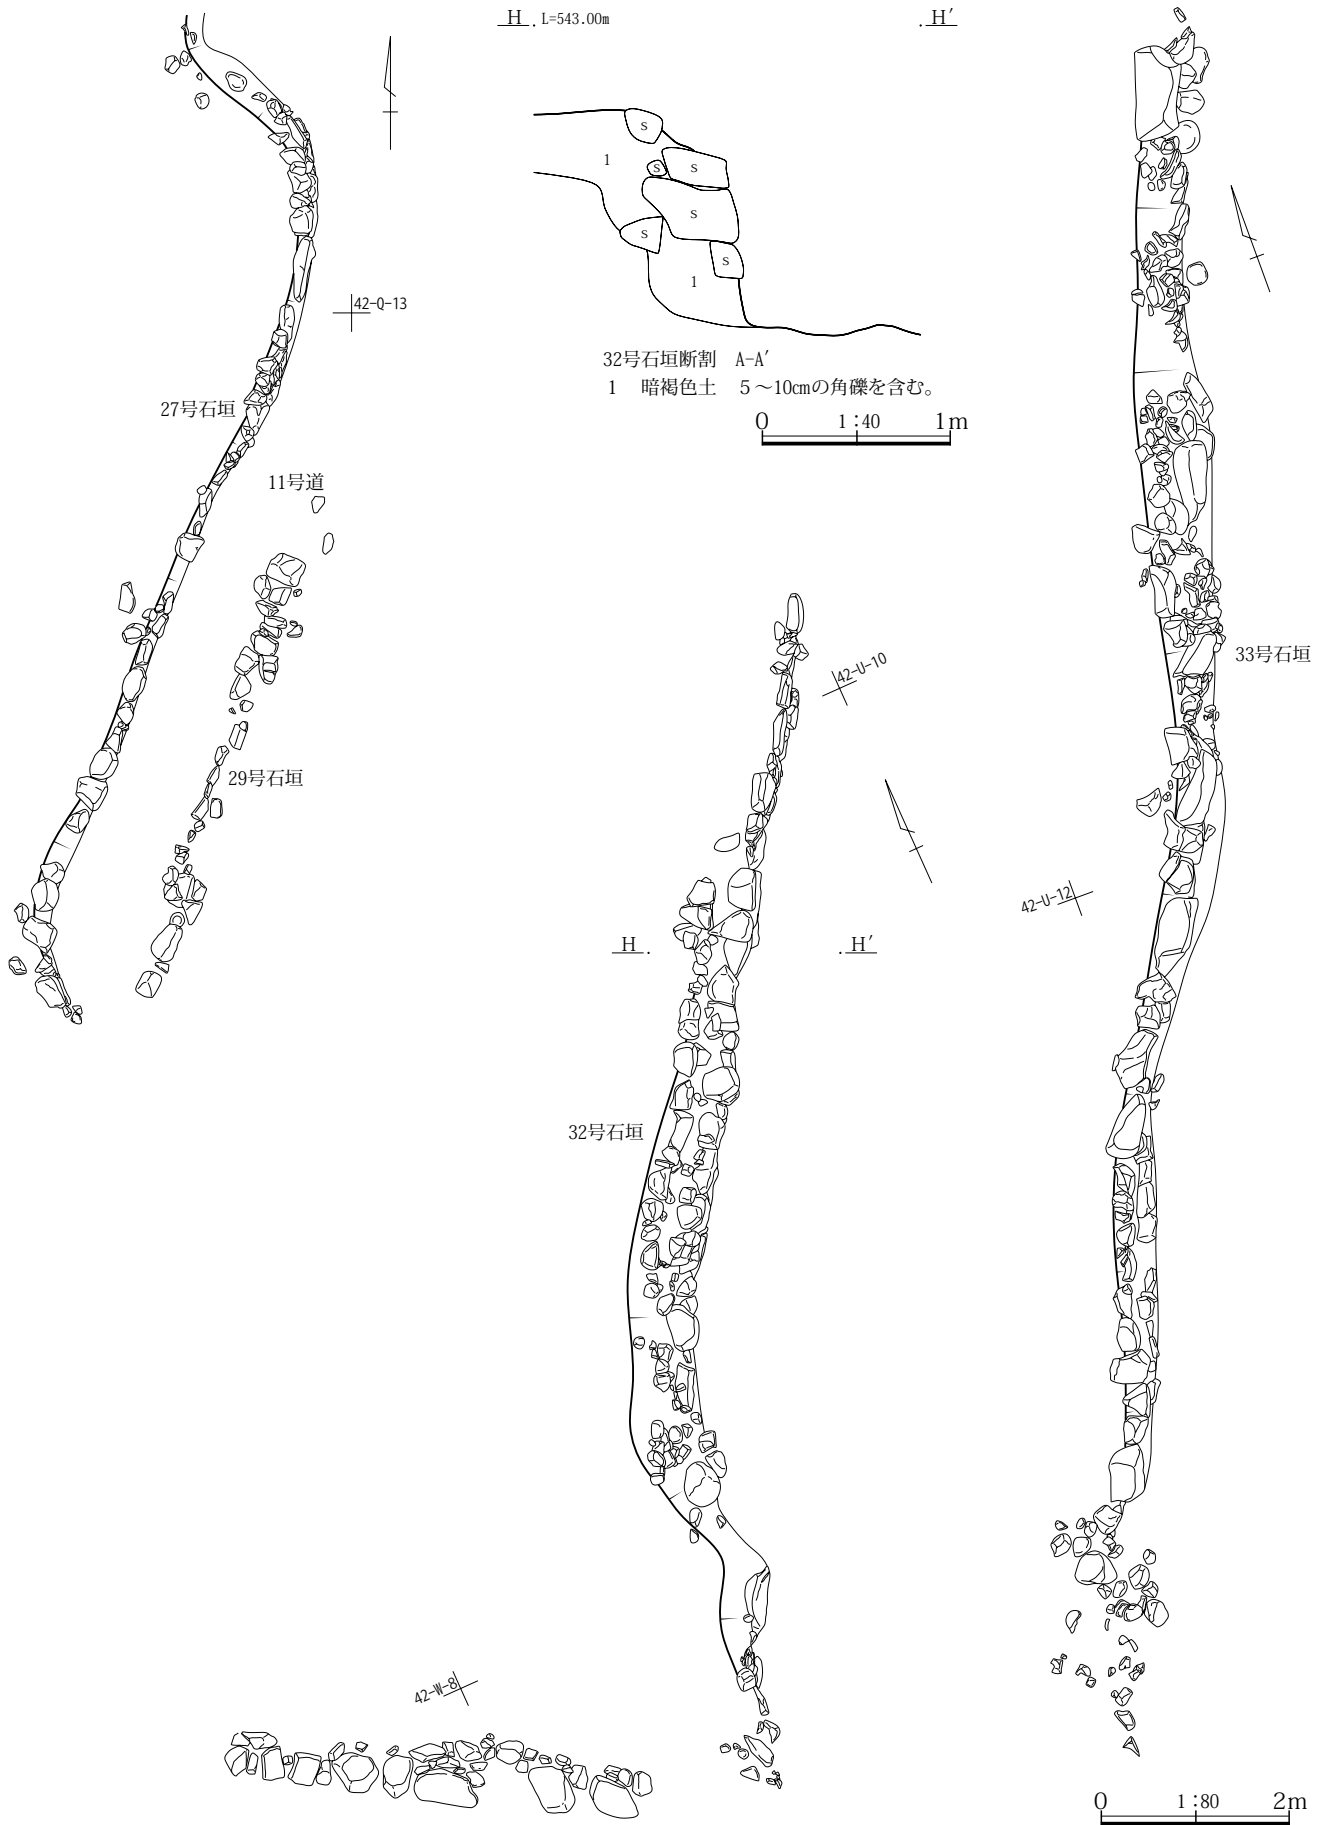 H . L=543.00m
. H′
S
1
S
S
S
S
S
1
32号石垣断割 A-A′
1 暗褐色土 5～10㎝の角礫を含む。
0 1:40 1m
42-Q-13
27号石垣
11号道
29号石垣
42-U-10
33号石垣
42-U-12
H .
. H′
32号石垣
42-W-8
0 1:80 2m